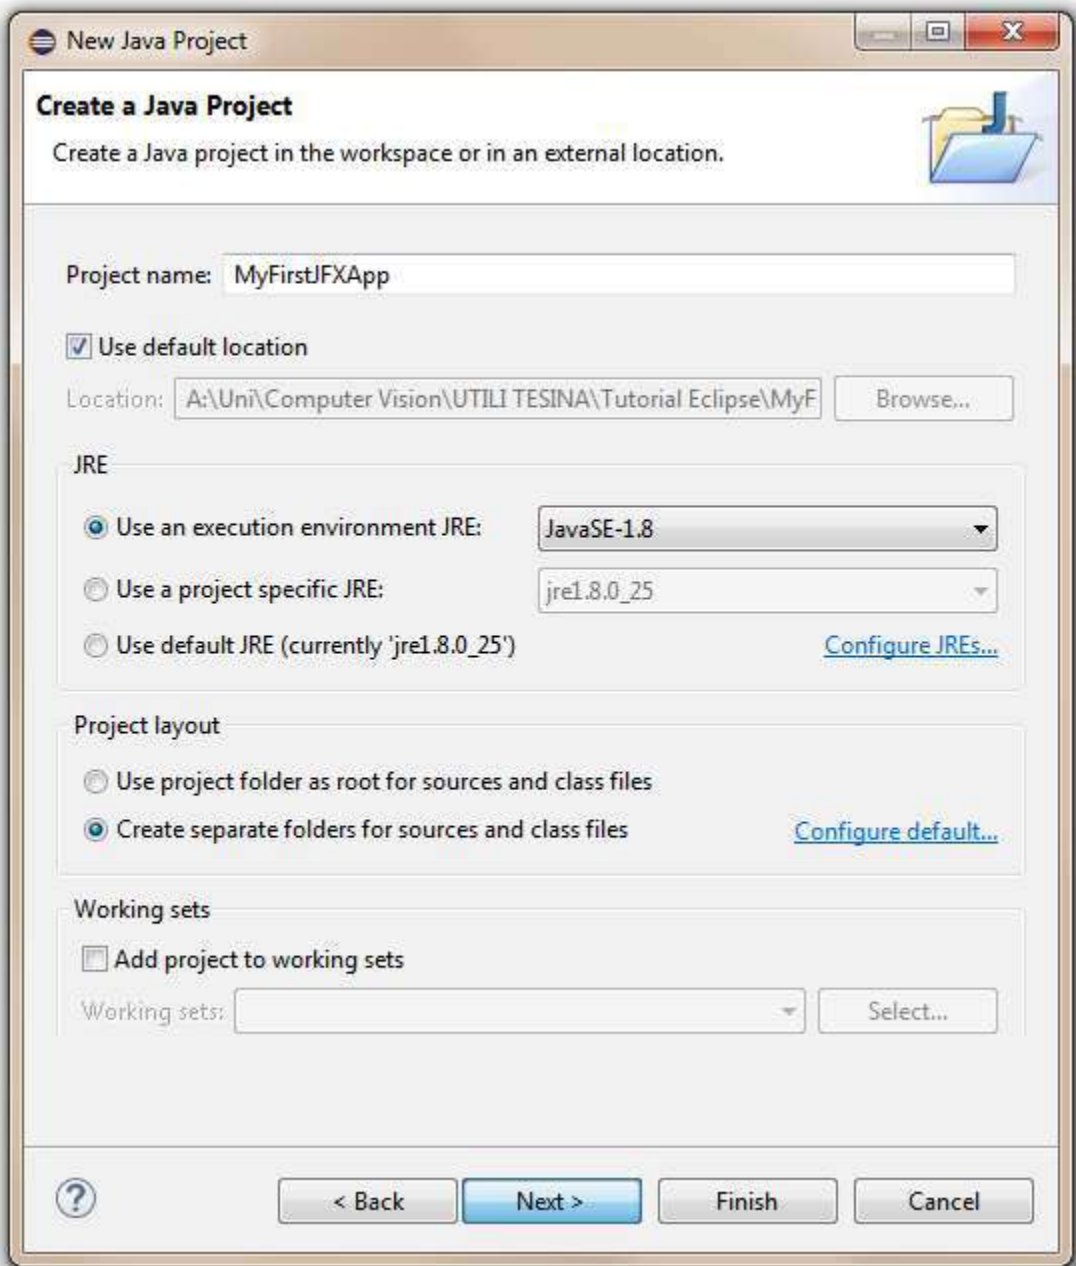 New Java Project
Create a Java Project
Create a Java project in the workspace or in an external location.
Project name: MyFirstJFXApp
Use default location
Location: A:\Uni\Computer Vision\UTILI TESINA\Tutorial Eclipse\MyF Browse...
JRE
Use an execution environment JRE: JavaSE-1.8
Use a project specific JRE: jre1.8.0_25
Use default JRE (currently 'jre1.8.0_25') Configure JREs...
Project layout
Use project folder as root for sources and class files
Create separate folders for sources and class files Configure default...
Working sets
Add project to working sets
Working sets: Select...
? < Back Next > Finish Cancel